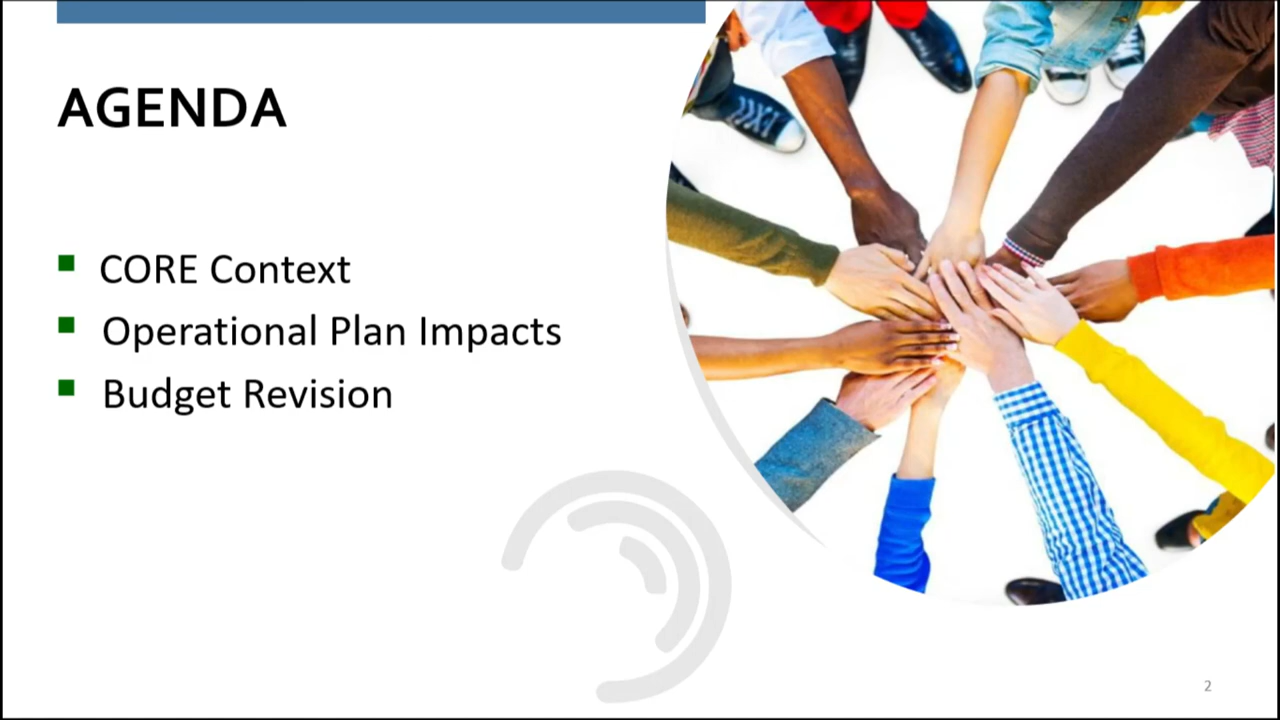 AGENDA
CORE Context
Operational Plan Impacts
Budget Revision
2